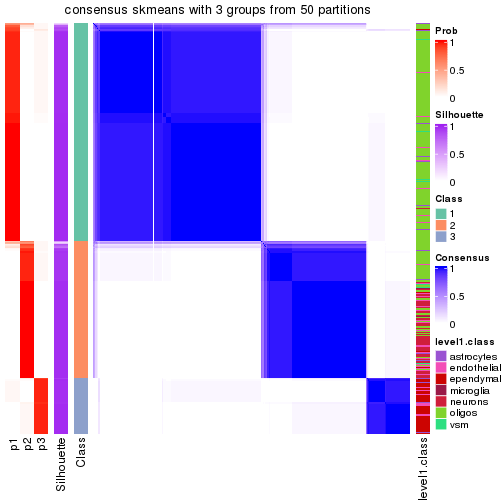 consensus skmeans with 3 groups from 50 partitions
Prob
1
0.5
0
Silhouette
1
0.5
0
Class
1
2
3
Consensus
1
0.5
0
level1.class
astrocytes
endothelial
ependymal
microglia
neurons
oligos
vsm
p1
p2
p3
Silhouette
Class
level1.class